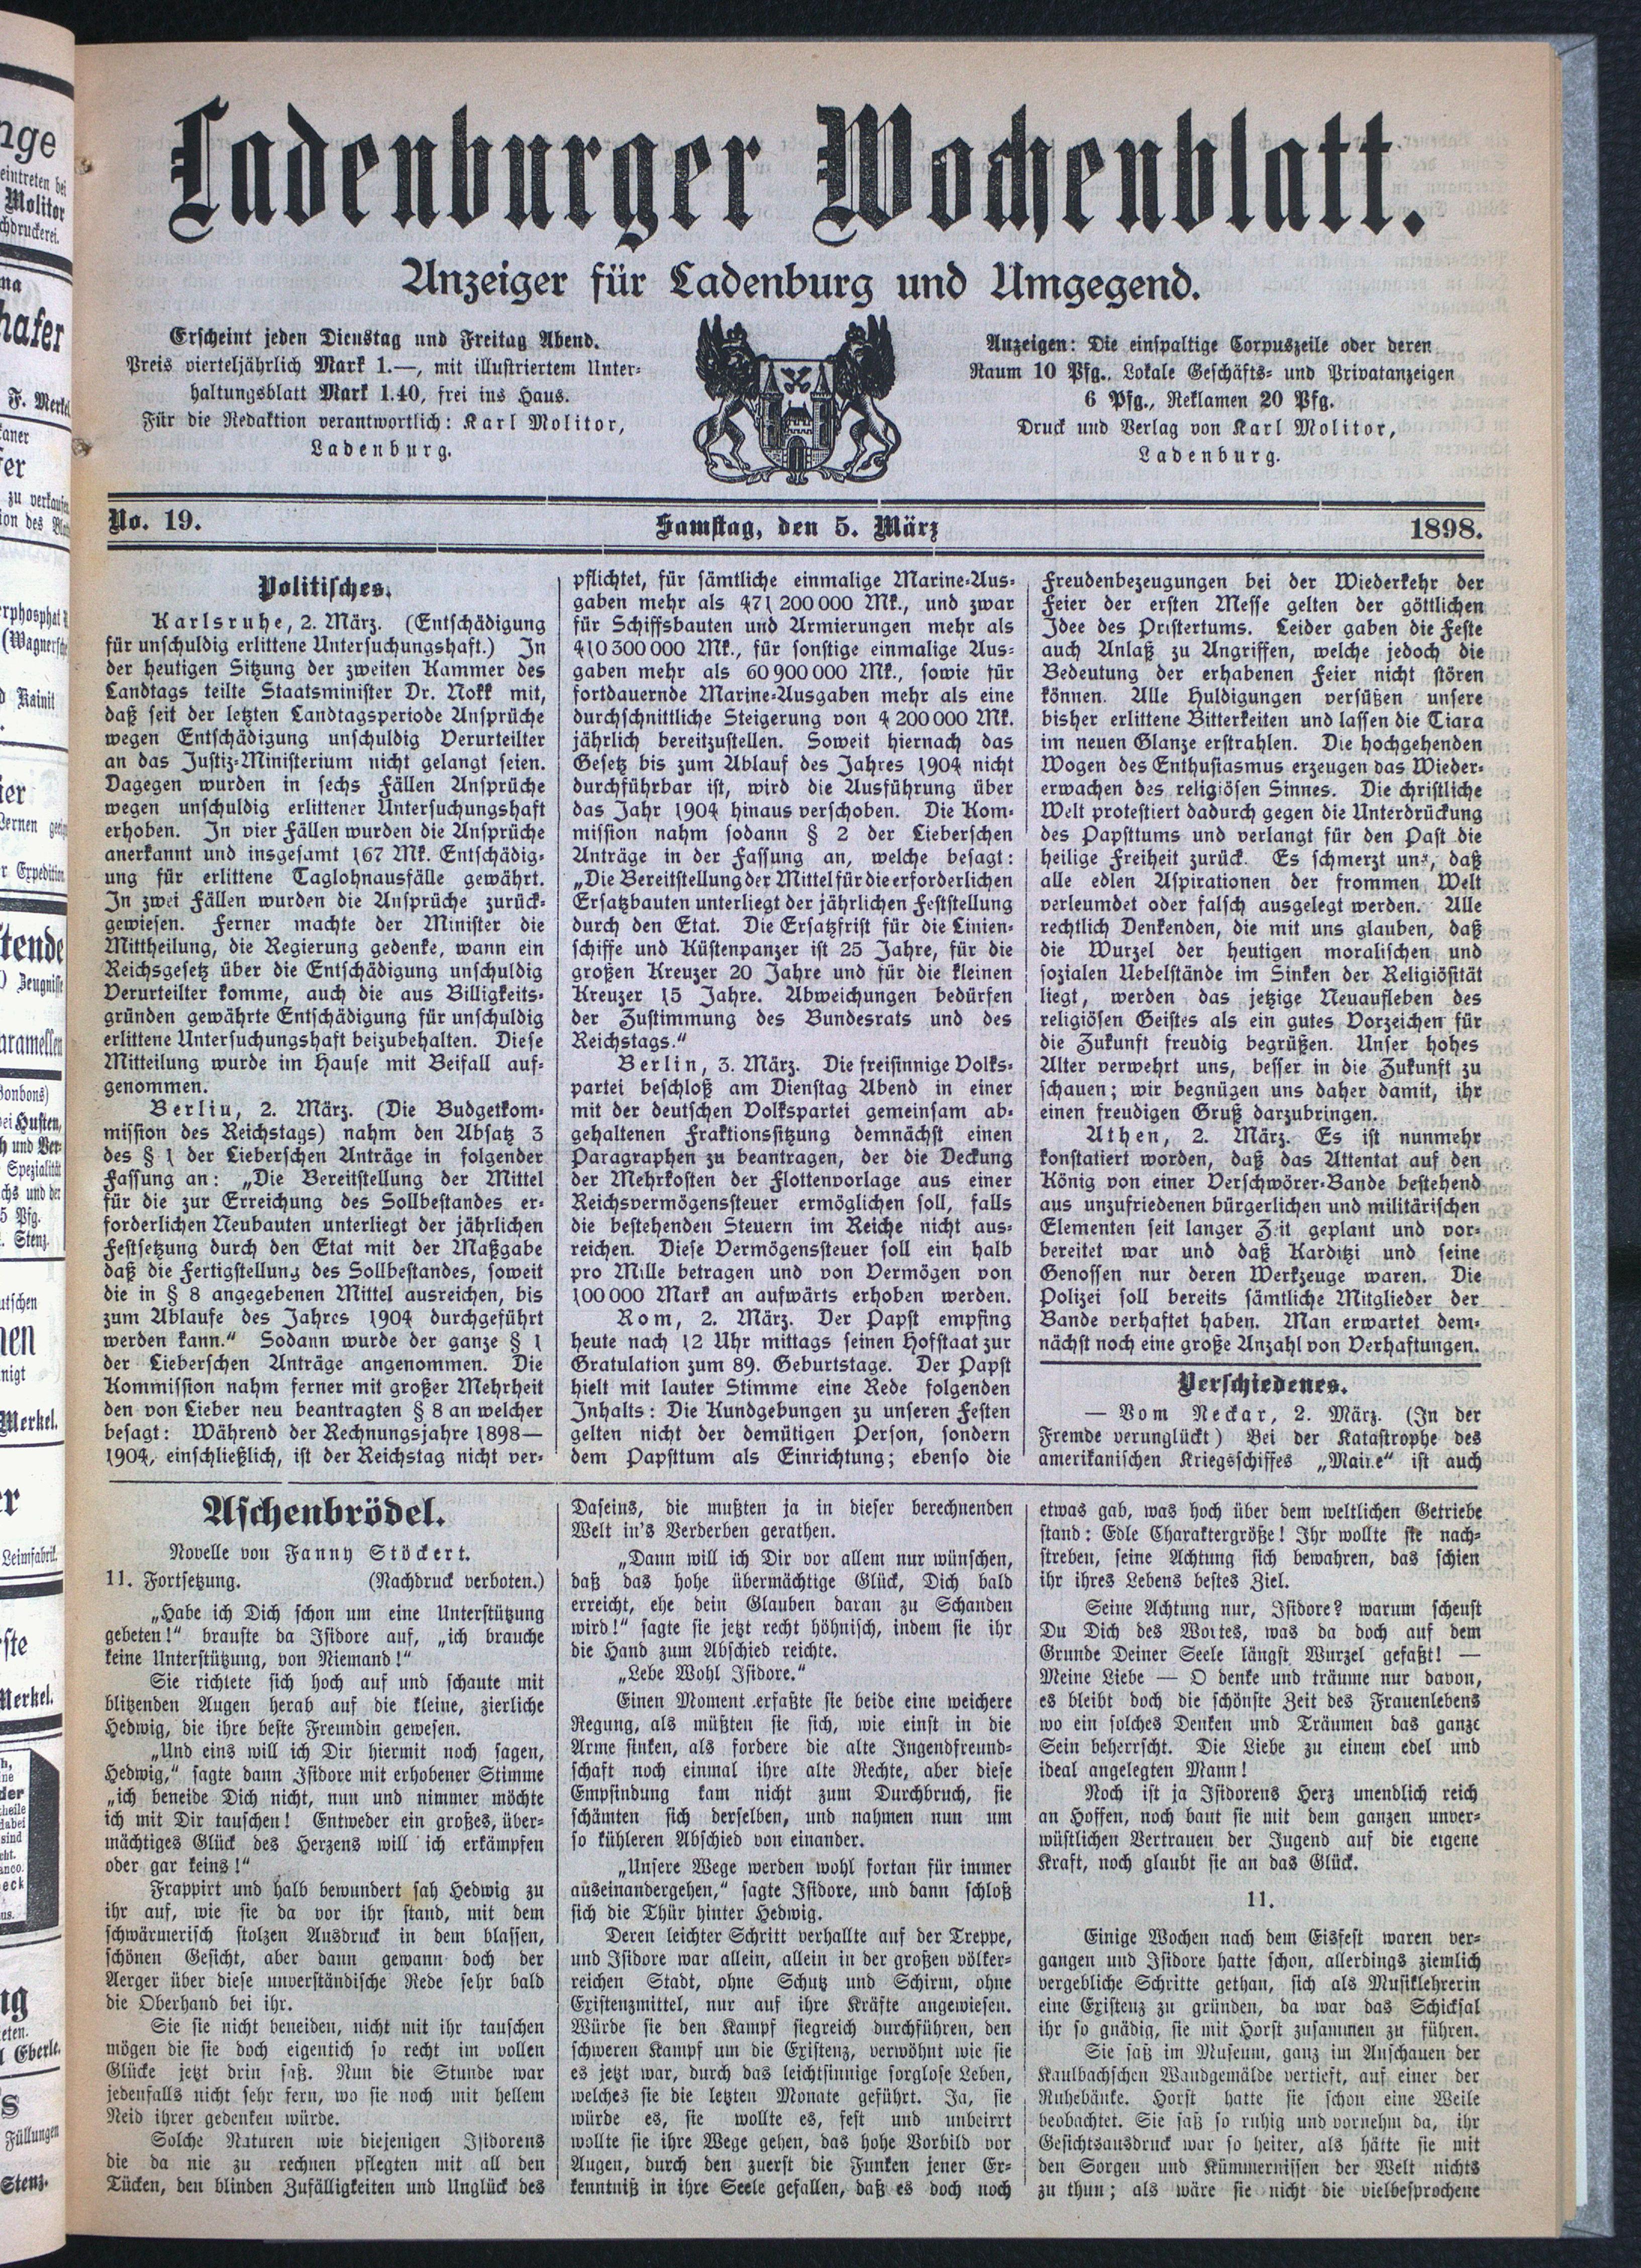 Ladenburger Wochenblatt.
Anzeiger für Ladenburg und Umgegend.
Erscheint jeden Dienstag und Freitag Abend.
Preis vierteljährlich Mark 1.—, mit illustriertem Unter-
haltungsblatt Mark 1.40, frei ins Haus.
Für die Redaktion verantwortlich: Karl Molitor,
Ladenburg.
Anzeigen: Die einspaltige Corpuszeile oder deren
Raum 10 Pfg., Lokale Geschäfts- und Privatanzeigen
6 Pfg., Reklamen 20 Pfg.
Druck und Verlag von Karl Molitor,
Ladenburg.
No. 19.
Samstag, den 5. März
1898.
Politisches.
Karlsruhe, 2. März. (Entschädigung
für unschuldig erlittene Untersuchungshaft.) In
der heutigen Sitzung der zweiten Kammer des
Landtags teilte Staatsminister Dr. Nokk mit,
daß seit der letzten Landtagsperiode Ansprüche
wegen Entschädigung unschuldig Verurteilter
an das Justiz-Ministerium nicht gelangt seien.
Dagegen wurden in sechs Fällen Ansprüche
wegen unschuldig erlittener Untersuchungshaft
erhoben. In vier Fällen wurden die Ansprüche
anerkannt und insgesamt 167 Mk. Entschädig-
ung für erlittene Taglohnausfälle gewährt.
In zwei Fällen wurden die Ansprüche zurück-
gewiesen. Ferner machte der Minister die
Mittheilung, die Regierung gedenke, wann ein
Reichsgesetz über die Entschädigung unschuldig
Verurteilter komme, auch die aus Billigkeits-
gründen gewährte Entschädigung für unschuldig
erlittene Untersuchungshaft beizubehalten. Diese
Mitteilung wurde im Hause mit Beifall auf-
genommen.
Berlin, 2. März. (Die Budgetkom-
mission des Reichstags) nahm den Absatz 3
des § 1 der Lieberschen Anträge in folgender
Fassung an: „Die Bereitstellung der Mittel
für die zur Erreichung des Sollbestandes er-
forderlichen Neubauten unterliegt der jährlichen
Festsetzung durch den Etat mit der Maßgabe
daß die Fertigstellung des Sollbestandes, soweit
die in § 8 angegebenen Mittel ausreichen, bis
zum Ablaufe des Jahres 1904 durchgeführt
werden kann.“ Sodann wurde der ganze § 1
der Lieberschen Anträge angenommen. Die
Kommission nahm ferner mit großer Mehrheit
den von Lieber neu beantragten § 8 an welcher
besagt: Während der Rechnungsjahre 1898—
1904, einschließlich, ist der Reichstag nicht ver-
pflichtet, für sämtliche einmalige Marine-Aus-
gaben mehr als 471 200 000 Mk., und zwar
für Schiffsbauten und Armierungen mehr als
410 300 000 Mk., für sonstige einmalige Aus-
gaben mehr als 60 900 000 Mk., sowie für
fortdauernde Marine-Ausgaben mehr als eine
durchschnittliche Steigerung von 4 200 000 Mk.
jährlich bereitzustellen. Soweit hiernach das
Gesetz bis zum Ablauf des Jahres 1904 nicht
durchführbar ist, wird die Ausführung über
das Jahr 1904 hinaus verschoben. Die Kom-
mission nahm sodann § 2 der Lieberschen
Anträge in der Fassung an, welche besagt:
„Die Bereitstellung der Mittel für die erforderlichen
Ersatzbauten unterliegt der jährlichen Feststellung
durch den Etat. Die Ersatzfrist für die Linien-
schiffe und Küstenpanzer ist 25 Jahre, für die
großen Kreuzer 20 Jahre und für die kleinen
Kreuzer 15 Jahre. Abweichungen bedürfen
der Zustimmung des Bundesrats und des
Reichstags.“
Berlin, 3. März. Die freisinnige Volks-
partei beschloß am Dienstag Abend in einer
mit der deutschen Volkspartei gemeinsam ab-
gehaltenen Fraktionssitzung demnächst einen
Paragraphen zu beantragen, der die Deckung
der Mehrkosten der Flottenvorlage aus einer
Reichsvermögenssteuer ermöglichen soll, falls
die bestehenden Steuern im Reiche nicht aus-
reichen. Diese Vermögenssteuer soll ein halb
pro Mille betragen und von Vermögen von
100 000 Mark an aufwärts erhoben werden.
Rom, 2. März. Der Papst empfing
heute nach 12 Uhr mittags seinen Hofstaat zur
Gratulation zum 89. Geburtstage. Der Papst
hielt mit lauter Stimme eine Rede folgenden
Inhalts: Die Kundgebungen zu unseren Festen
gelten nicht der demütigen Person, sondern
dem Papsttum als Einrichtung; ebenso die
Freudenbezeugungen bei der Wiederkehr der
Feier der ersten Messe gelten der göttlichen
Idee des Pristertums. Leider gaben die Feste
auch Anlaß zu Angriffen, welche jedoch die
Bedeutung der erhabenen Feier nicht stören
können. Alle Huldigungen versüßen unsere
bisher erlittene Bitterkeiten und lassen die Tiara
im neuen Glanze erstrahlen. Die hochgehenden
Wogen des Enthusiasmus erzeugen das Wieder-
erwachen des religiösen Sinnes. Die christliche
Welt protestiert dadurch gegen die Unterdrückung
des Papsttums und verlangt für den Past die
heilige Freiheit zurück. Es schmerzt uns, daß
alle edlen Aspirationen der frommen Welt
verleumdet oder falsch ausgelegt werden. Alle
rechtlich Denkenden, die mit uns glauben, daß
die Wurzel der heutigen moralischen und
sozialen Uebelstände im Sinken der Religiösität
liegt, werden das jetzige Neuaufleben des
religiösen Geistes als ein gutes Vorzeichen für
die Zukunft freudig begrüßen. Unser hohes
Alter verwehrt uns, besser in die Zukunft zu
schauen; wir begnügen uns daher damit, ihr
einen freudigen Gruß darzubringen.
Athen, 2. März. Es ist nunmehr
konstatiert worden, daß das Attentat auf den
König von einer Verschwörer-Bande bestehend
aus unzufriedenen bürgerlichen und militärischen
Elementen seit langer Zeit geplant und vor-
bereitet war und daß Karditzi und seine
Genossen nur deren Werkzeuge waren. Die
Polizei soll bereits sämtliche Mitglieder der
Bande verhaftet haben. Man erwartet dem-
nächst noch eine große Anzahl von Verhaftungen.
Verschiedenes.
— Vom Neckar, 2. März. (In der
Fremde verunglückt) Bei der Katastrophe des
amerikanischen Kriegsschiffes „Maine“ ist auch
Aschenbrödel.
Novelle von Fanny Stöckert.
11. Fortsetzung. (Nachdruck verboten.)
„Habe ich Dich schon um eine Unterstützung
gebeten!“ brauste da Isidore auf, „ich brauche
keine Unterstützung, von Niemand!“
Sie richtete sich hoch auf und schaute mit
blitzenden Augen herab auf die kleine, zierliche
Hedwig, die ihre beste Freundin gewesen.
„Und eins will ich Dir hiermit noch sagen,
Hedwig,“ sagte dann Isidore mit erhobener Stimme
„ich beneide Dich nicht, nun und nimmer möchte
ich mit Dir tauschen! Entweder ein großes, über-
mächtiges Glück des Herzens will ich erkämpfen
oder gar keins!“
Frappirt und halb bewundert sah Hedwig zu
ihr auf, wie sie da vor ihr stand, mit dem
schwärmerisch stolzen Ausdruck in dem blassen,
schönen Gesicht, aber dann gewann doch der
Aerger über diese unverständische Rede sehr bald
die Oberhand bei ihr.
Sie sie nicht beneiden, nicht mit ihr tauschen
mögen die sie doch eigentich so recht im vollen
Glücke jetzt drin saß. Nun die Stunde war
jedenfalls nicht sehr fern, wo sie noch mit hellem
Neid ihrer gedenken würde.
Solche Naturen wie diejenigen Isidorens
die da nie zu rechnen pflegten mit all den
Tücken, den blinden Zufälligkeiten und Unglück des
Daseins, die mußten ja in dieser berechnenden
Welt in's Verderben gerathen.
„Dann will ich Dir vor allem nur wünschen,
daß das hohe übermächtige Glück, Dich bald
erreicht, ehe dein Glauben daran zu Schanden
wird!“ sagte sie jetzt recht höhnisch, indem sie ihr
die Hand zum Abschied reichte.
„Lebe Wohl Isidore.“
Einen Moment erfaßte sie beide eine weichere
Regung, als müßten sie sich, wie einst in die
Arme sinken, als fordere die alte Jugendfreund-
schaft noch einmal ihre alte Rechte, aber diese
Empfindung kam nicht zum Durchbruch, sie
schämten sich derselben, und nahmen nun um
so kühleren Abschied von einander.
„Unsere Wege werden wohl fortan für immer
auseinandergehen,“ sagte Isidore, und dann schloß
sich die Thür hinter Hedwig.
Deren leichter Schritt verhallte auf der Treppe,
und Isidore war allein, allein in der großen völker-
reichen Stadt, ohne Schutz und Schirm, ohne
Existenzmittel, nur auf ihre Kräfte angewiesen.
Würde sie den Kampf siegreich durchführen, den
schweren Kampf um die Existenz, verwöhnt wie sie
es jetzt war, durch das leichtsinnige sorglose Leben,
welches sie die letzten Monate geführt. Ja, sie
würde es, sie wollte es, fest und unbeirrt
wollte sie ihre Wege gehen, das hohe Vorbild vor
Augen, durch den zuerst die Funken jener Er-
kenntniß in ihre Seele gefallen, daß es doch noch
etwas gab, was hoch über dem weltlichen Getriebe
stand: Edle Charaktergröße! Ihr wollte sie nach-
streben, seine Achtung sich bewahren, das schien
ihr ihres Lebens bestes Ziel.
Seine Achtung nur, Isidore? warum scheust
Du Dich des Wortes, was da doch auf dem
Grunde Deiner Seele längst Wurzel gefaßt! —
Meine Liebe — O denke und träume nur davon,
es bleibt doch die schönste Zeit des Frauenlebens
wo ein solches Denken und Träumen das ganze
Sein beherrscht. Die Liebe zu einem edel und
ideal angelegten Mann!
Noch ist ja Isidorens Herz unendlich reich
an Hoffen, noch baut sie mit dem ganzen unver-
wüstlichen Vertrauen der Jugend auf die eigene
Kraft, noch glaubt sie an das Glück.
11.
Einige Wochen nach dem Eisfest waren ver-
gangen und Isidore hatte schon, allerdings ziemlich
vergebliche Schritte gethan, sich als Musiklehrerin
eine Existenz zu gründen, da war das Schicksal
ihr so gnädig, sie mit Horst zusammen zu führen.
Sie saß im Museum, ganz im Anschauen der
Kaulbachschen Wandgemälde vertieft, auf einer der
Ruhebänke. Horst hatte sie schon eine Weile
beobachtet. Sie saß so ruhig und vornehm da, ihr
Gesichtsausdruck war so heiter, als hätte sie mit
den Sorgen und Kümmernissen der Welt nichts
zu thun; als wäre sie nicht die vielbesprochene